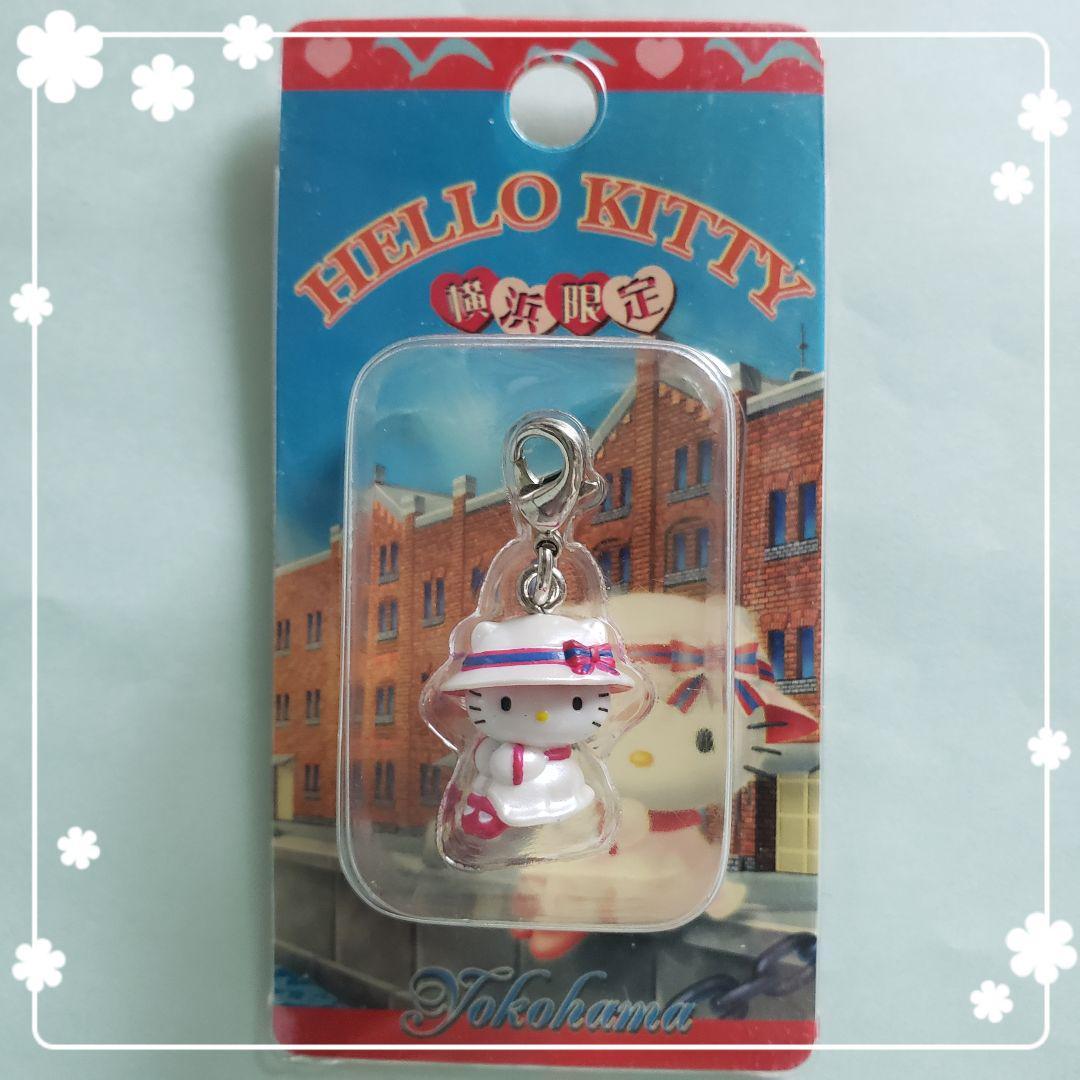 HELLO KITTY
横浜限定
Yokohama